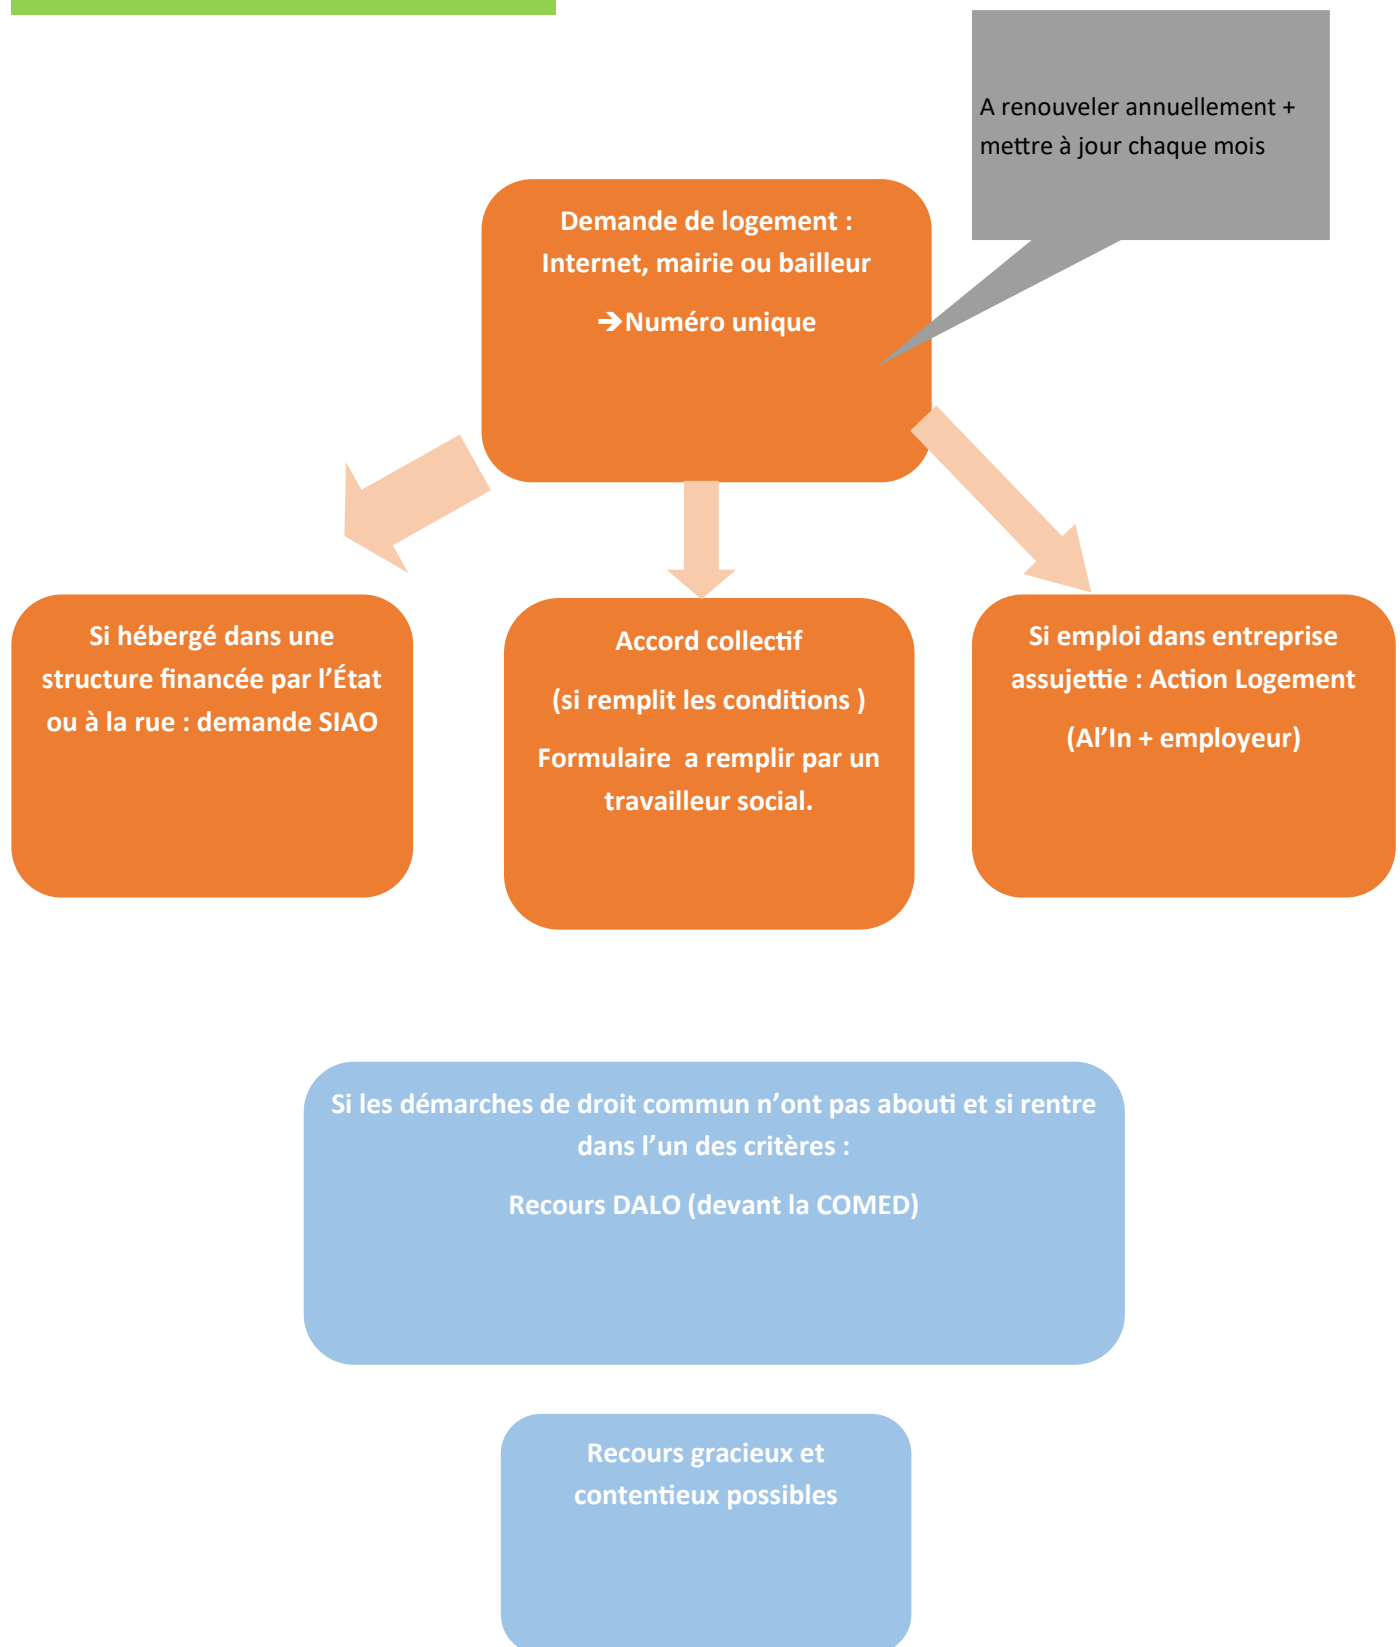 A renouveler annuellement +
mettre à jour chaque mois
Demande de logement :
Internet, mairie ou bailleur
➔Numéro unique
Si hébergé dans une
structure financée par l’État
ou à la rue : demande SIAO
Accord collectif
(si remplit les conditions )
Formulaire  a remplir par un
travailleur social.
Si emploi dans entreprise
assujettie : Action Logement
(Al’In + employeur)
Si les démarches de droit commun n’ont pas abouti et si rentre
dans l’un des critères :
Recours DALO (devant la COMED)
Recours gracieux et
contentieux possibles